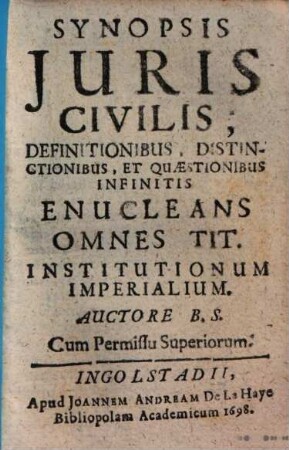 SYNOPSIS
JURIS
CIVILIS;
DEFINITIONIBUS, DISTIN-
CTIONIBUS, ET QUÆSTIONIBUS
INFINITIS
ENUCLEANS
OMNES TIT.
INSTITUTIONUM
IMPERIALIUM.
AUCTORE B.S.
Cum Permiſſu Superiorum.
INGOLSTADII,
Apud JOANNEM ANDREAM De La Haye
Bibliopolam Academicum 1698.